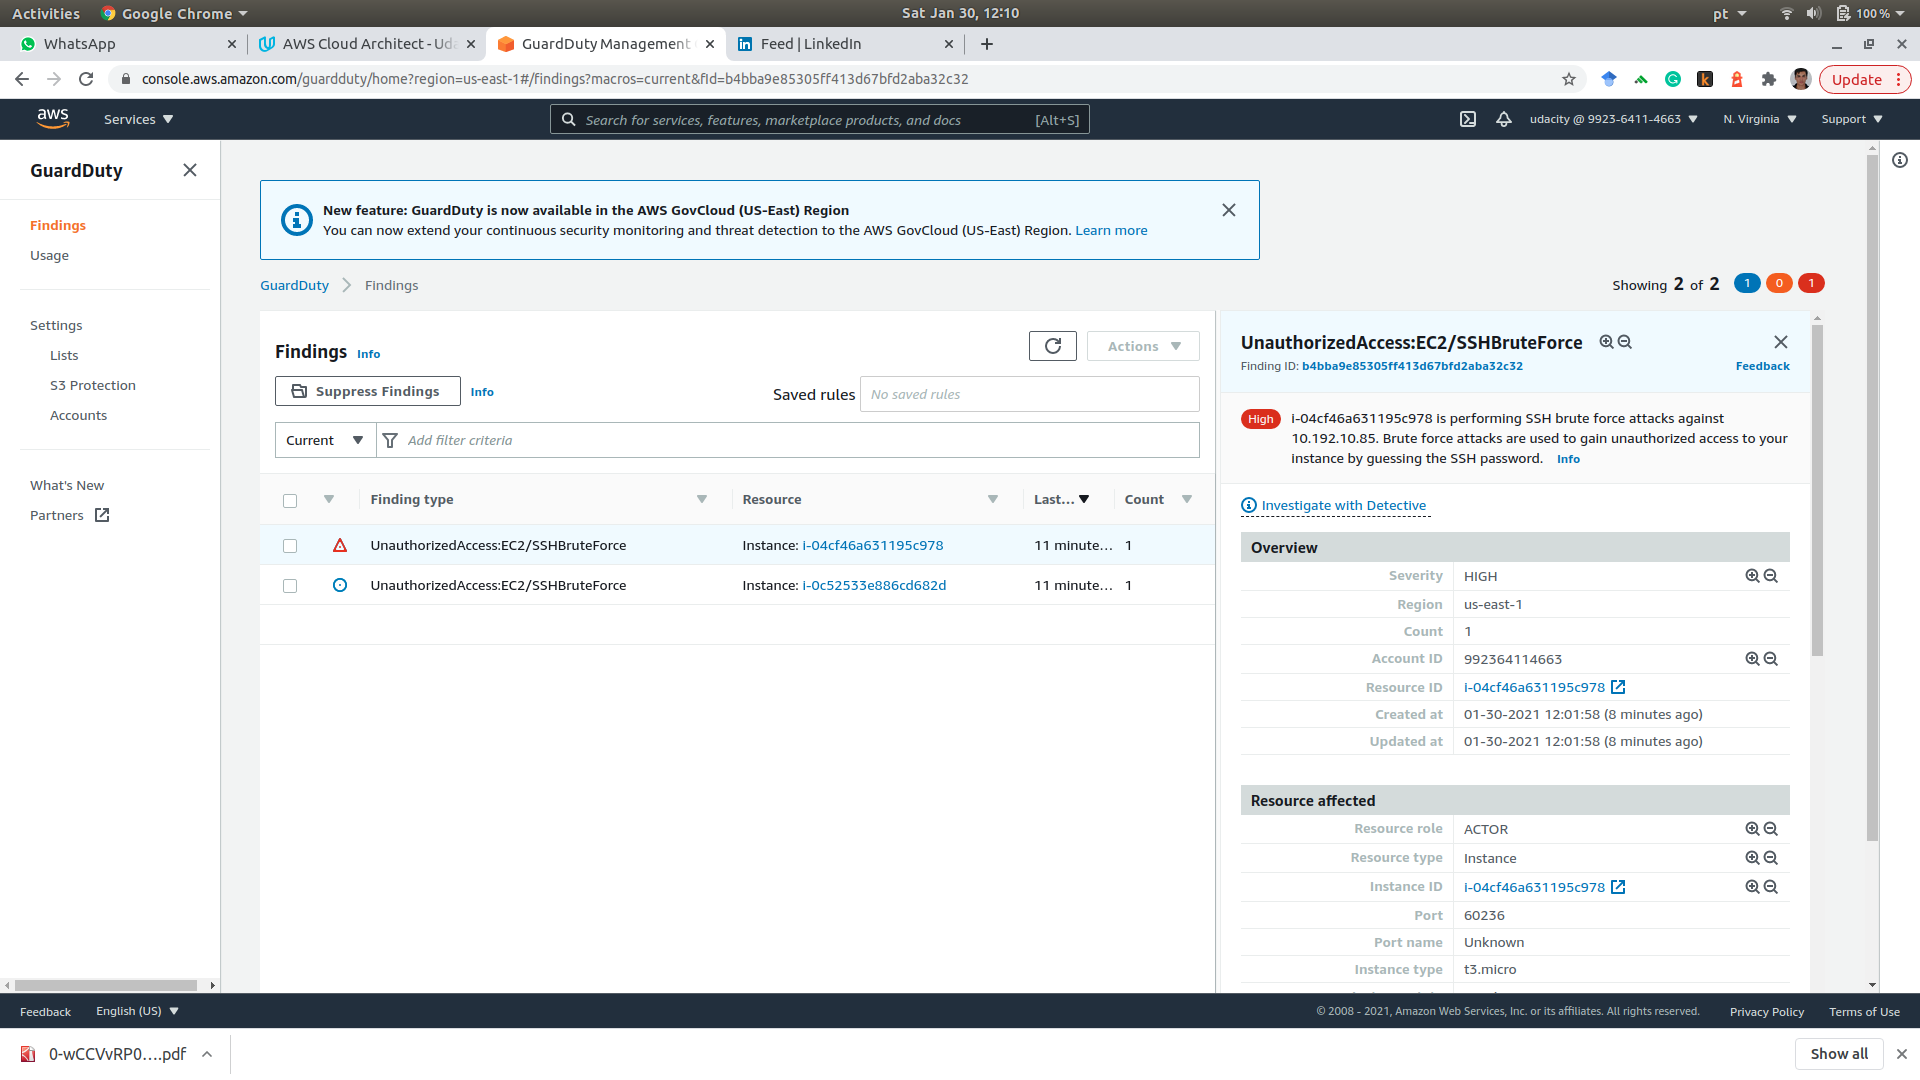 Activities
Google Chrome
Sat Jan 30, 12:10
pt
100 %
WhatsApp
AWS Cloud Architect - Uda
GuardDuty Management
Feed | LinkedIn
console.aws.amazon.com/guardduty/home?region=us-east-1#/findings?macros=current&fId=b4bba9e85305ff413d67bfd2aba32c32
Update
aws
Services
Search for services, features, marketplace products, and docs
[Alt+S]
udacity @ 9923-6411-4663
N. Virginia
Support
GuardDuty
Findings
Usage
Settings
Lists
S3 Protection
Accounts
What's New
Partners
New feature: GuardDuty is now available in the AWS GovCloud (US-East) Region
You can now extend your continuous security monitoring and threat detection to the AWS GovCloud (US-East) Region. Learn more
GuardDuty
Findings
Showing 2 of 2
1
0
1
Findings Info
Actions
Suppress Findings
Info
Saved rules
No saved rules
Current
Add filter criteria
Finding type
Resource
Last...
Count
UnauthorizedAccess:EC2/SSHBruteForce
Instance: i-04cf46a631195c978
11 minute...
1
UnauthorizedAccess:EC2/SSHBruteForce
Instance: i-0c52533e886cd682d
11 minute...
1
UnauthorizedAccess:EC2/SSHBruteForce
Finding ID: b4bba9e85305ff413d67bfd2aba32c32
Feedback
High
i-04cf46a631195c978 is performing SSH brute force attacks against
10.192.10.85. Brute force attacks are used to gain unauthorized access to your
instance by guessing the SSH password. Info
Investigate with Detective
Overview
Severity
HIGH
Region
us-east-1
Count
1
Account ID
992364114663
Resource ID
i-04cf46a631195c978
Created at
01-30-2021 12:01:58 (8 minutes ago)
Updated at
01-30-2021 12:01:58 (8 minutes ago)
Resource affected
Resource role
ACTOR
Resource type
Instance
Instance ID
i-04cf46a631195c978
Port
60236
Port name
Unknown
Instance type
t3.micro
Feedback
English (US)
© 2008 - 2021, Amazon Web Services, Inc. or its affiliates. All rights reserved.
Privacy Policy
Terms of Use
0-wCCVvRP0....pdf
Show all